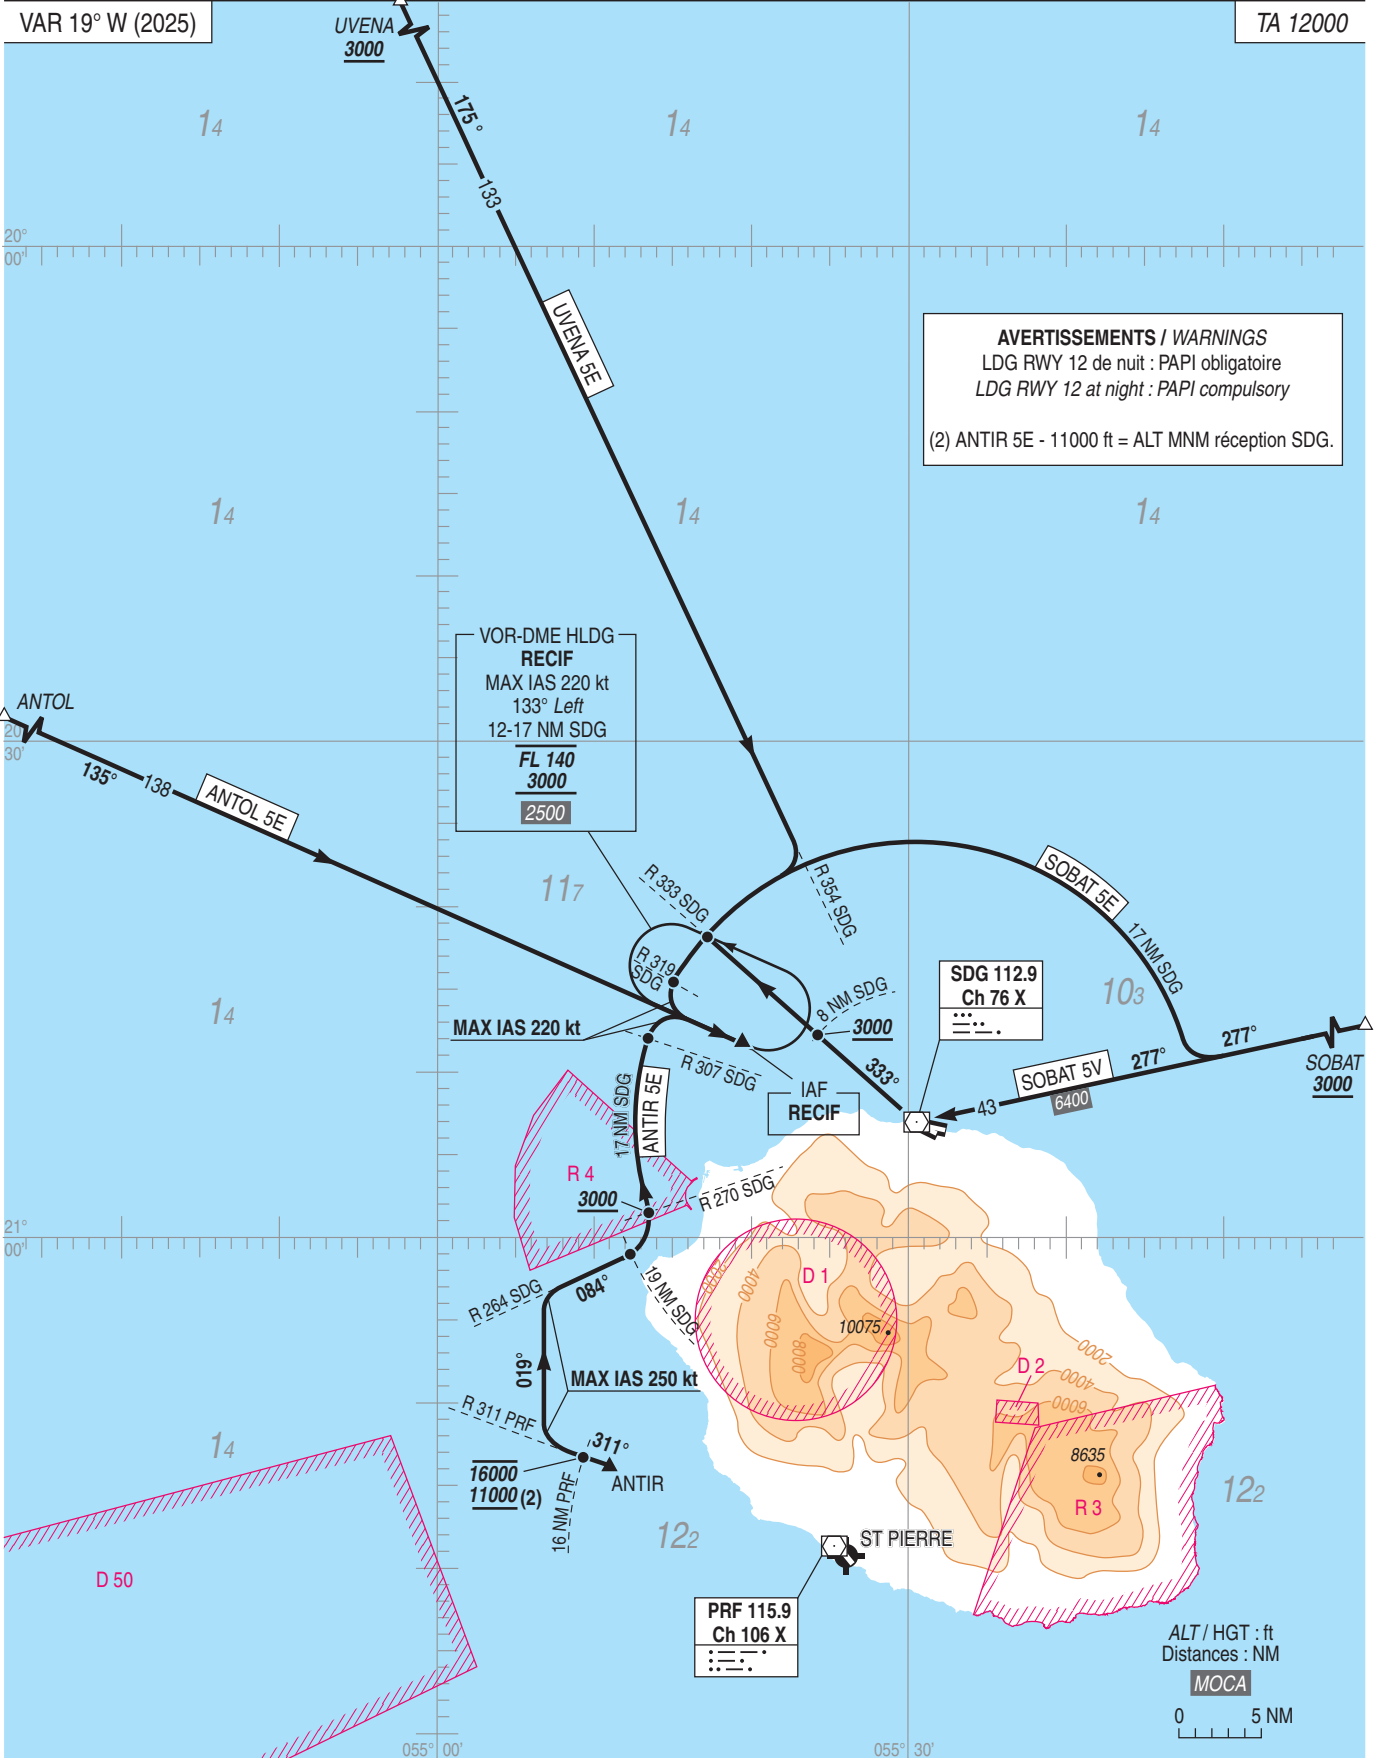 VAR 19° W (2025)
UVENA
3000
TA 12000
175°
133
14
14
14
20°
00'
UVENA 5E
AVERTISSEMENTS / WARNINGS
LDG RWY 12 de nuit : PAPI obligatoire
LDG RWY 12 at night : PAPI compulsory
(2) ANTIR 5E - 11000 ft = ALT MNM réception SDG.
14
14
14
VOR-DME HLDG
RECIF
MAX IAS 220 kt
133° Left
12-17 NM SDG
FL 140
3000
2500
ANTOL
20°
30'
135°
138
ANTOL 5E
117
R 333 SDG
R 354 SDG
SOBAT 5E
17 NM SDG
R 319
SDG
8 NM SDG
3000
SDG 112.9
Ch 76 X
103
14
MAX IAS 220 kt
R 307 SDG
333°
277°
277°
SOBAT
3000
SOBAT 5V
6400
43
IAF
RECIF
17 NM SDG
ANTIR 5E
R 4
3000
R 270 SDG
21°
00'
R 264 SDG
084°
19 NM SDG
2000
4000
6000
8000
D 1
10075
019°
MAX IAS 250 kt
R 311 PRF
311°
ANTIR
16000
11000 (2)
16 NM PRF
2000
4000
6000
D 2
8635
R 3
14
122
122
D 50
ST PIERRE
PRF 115.9
Ch 106 X
ALT / HGT : ft
Distances : NM
MOCA
0 5 NM
055° 00'
055° 30'